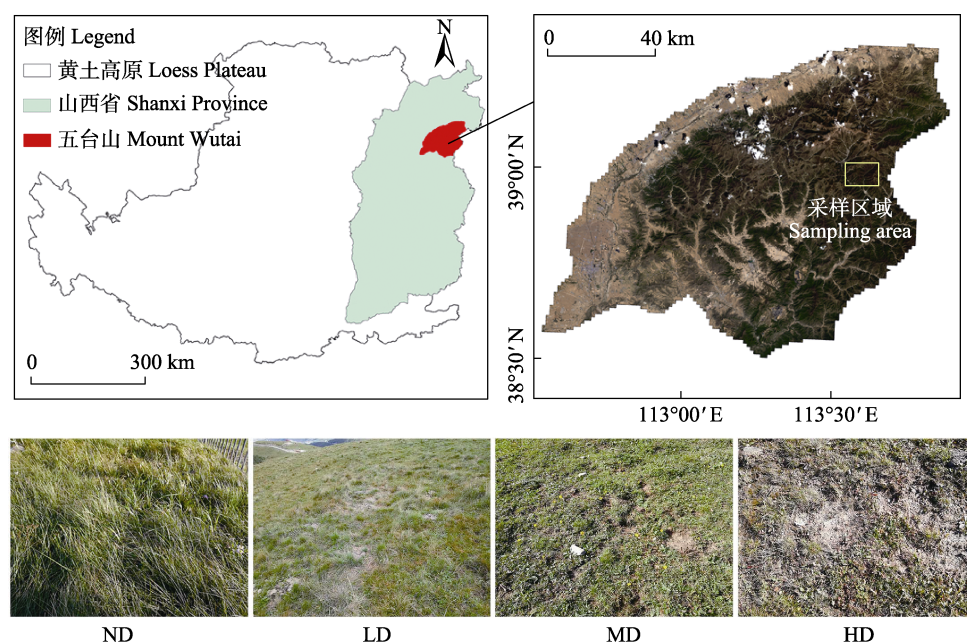 图例 Legend
黄土高原 Loess Plateau
山西省 Shanxi Province
五台山 Mount Wutai
N
0 300 km
0 40 km
39°00′ N
38°30′ N
采样区域
Sampling area
113°00′ E 113°30′ E
ND LD MD HD